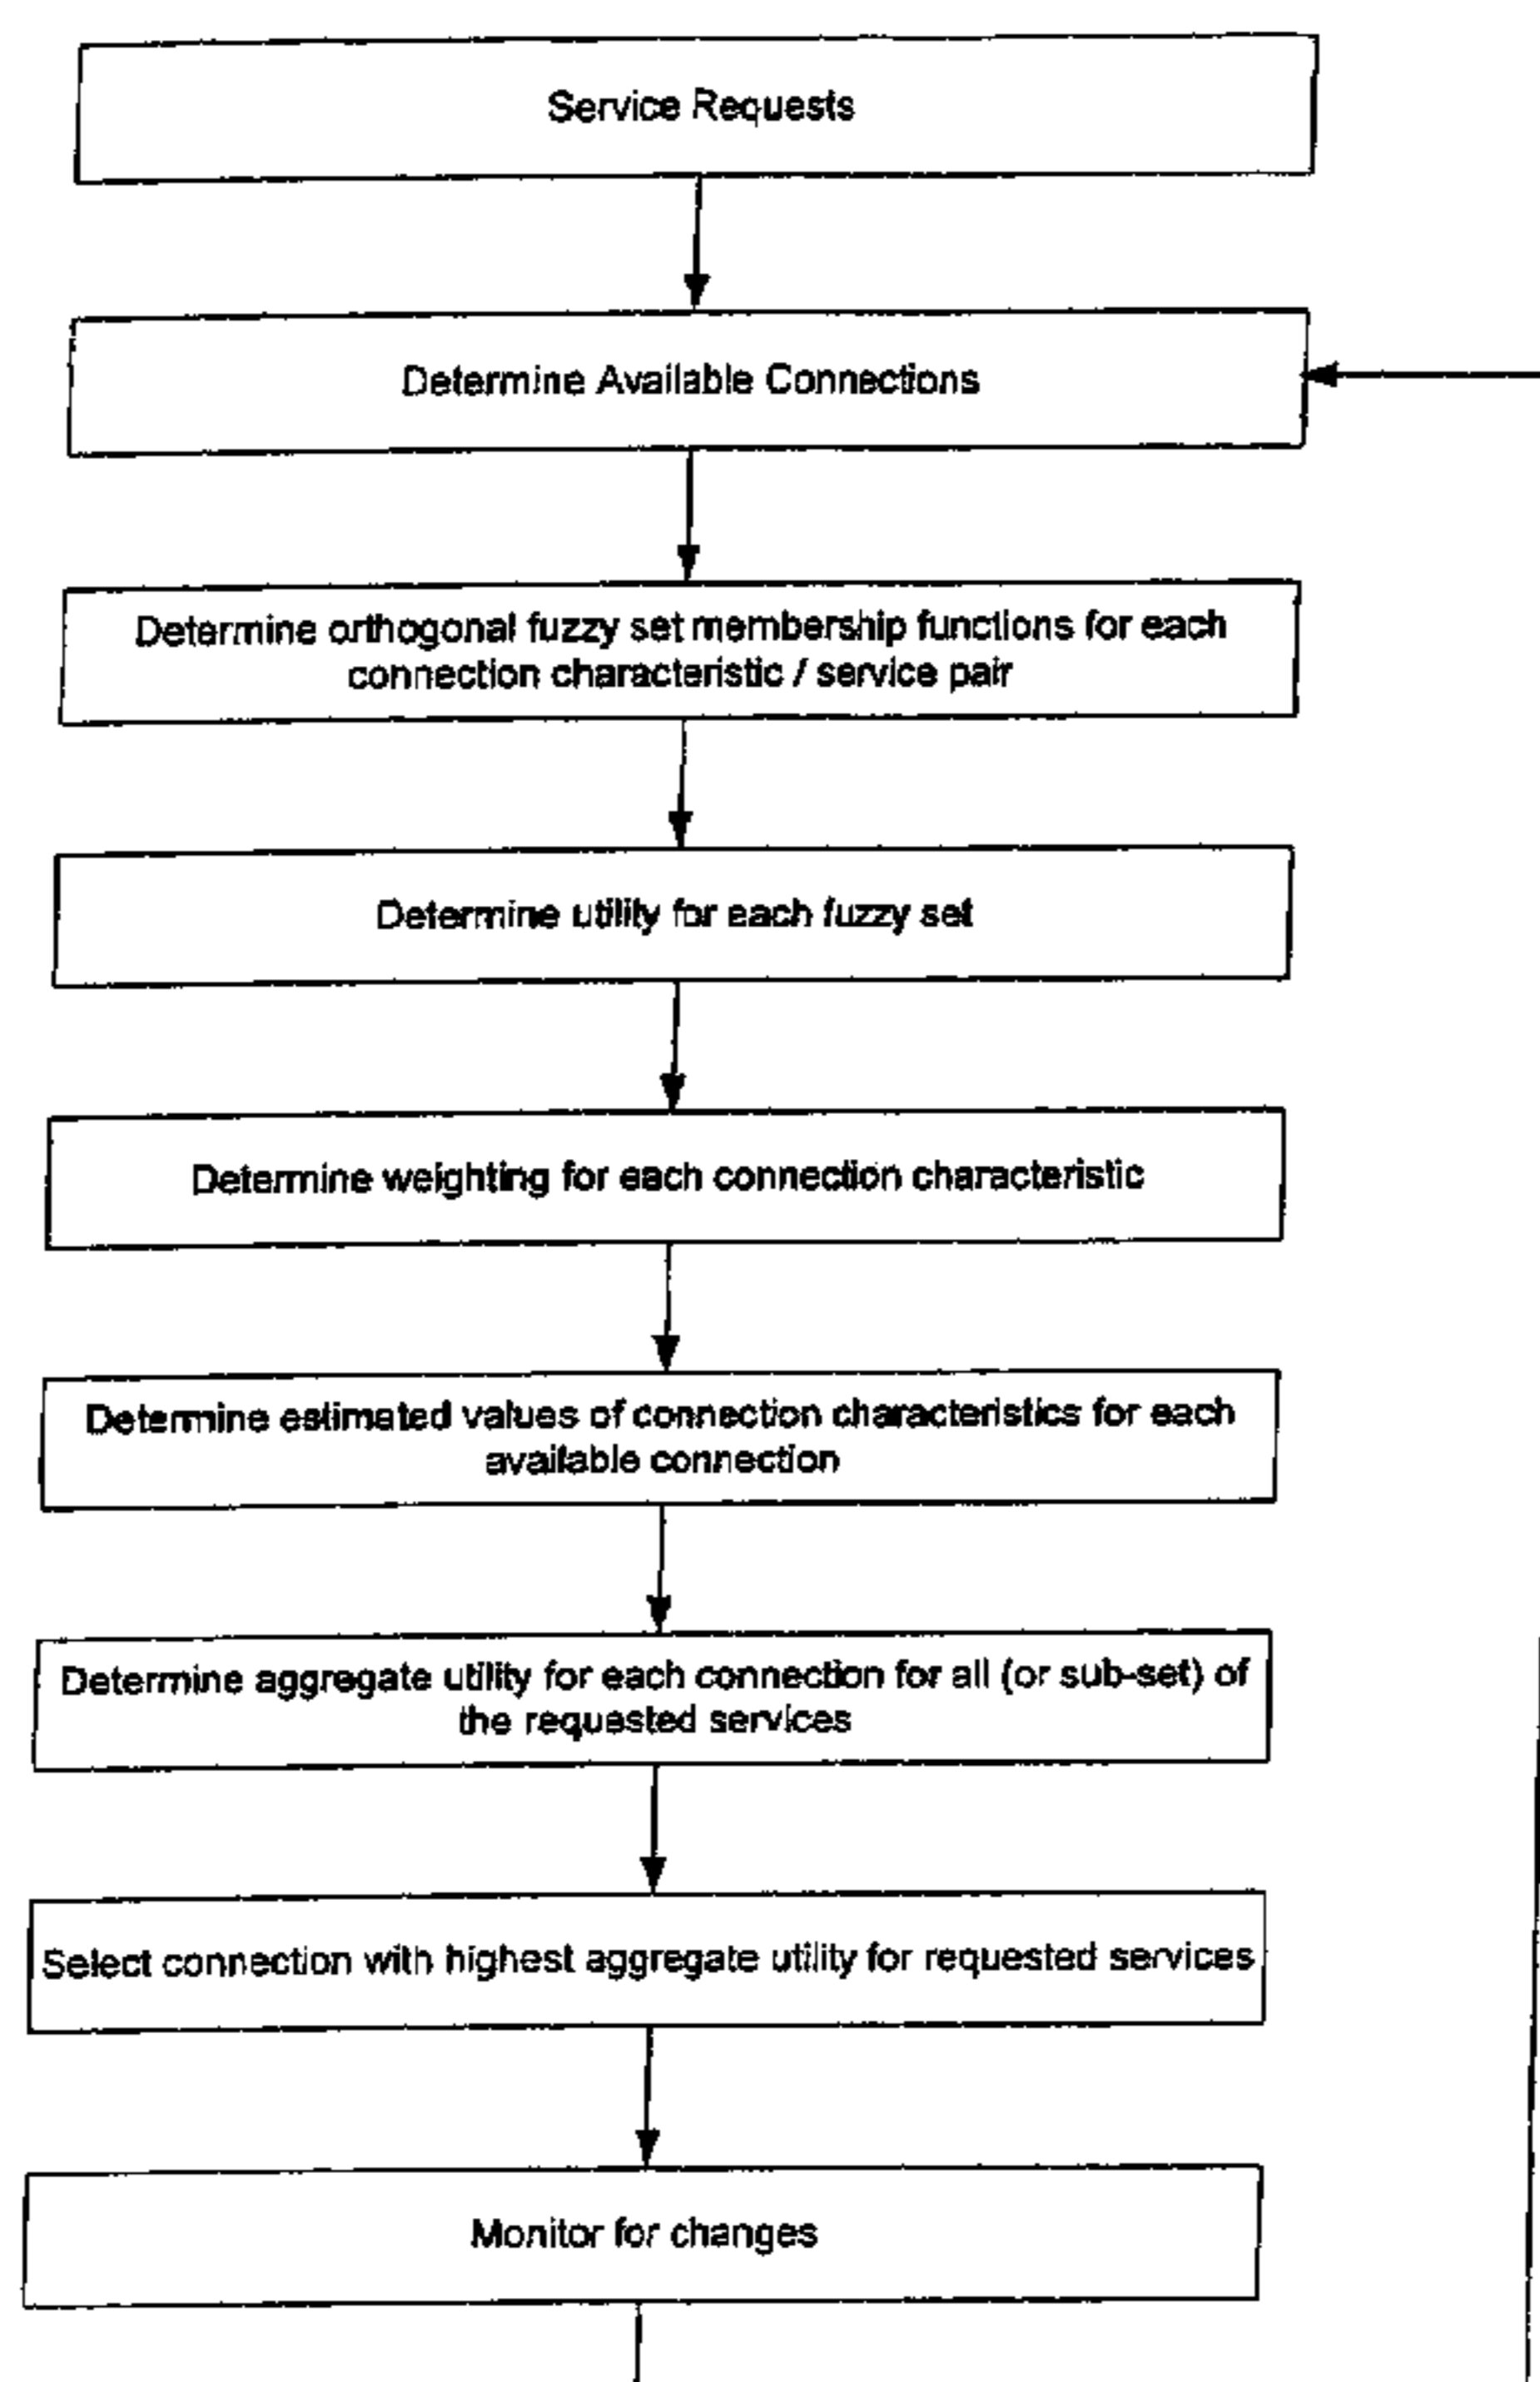 Service Requests
Determine Available Connections
Determine orthogonal fuzzy set membership functions for each
connection characteristic / service pair
Determine utility for each fuzzy set
Determine weighting for each connection characteristic
Determine estimated values of connection characteristics for each
available connection
Determine aggregate utility for each connection for all (or sub-set) of
the requested services
Select connection with highest aggregate utility for requested services
Monitor for changes